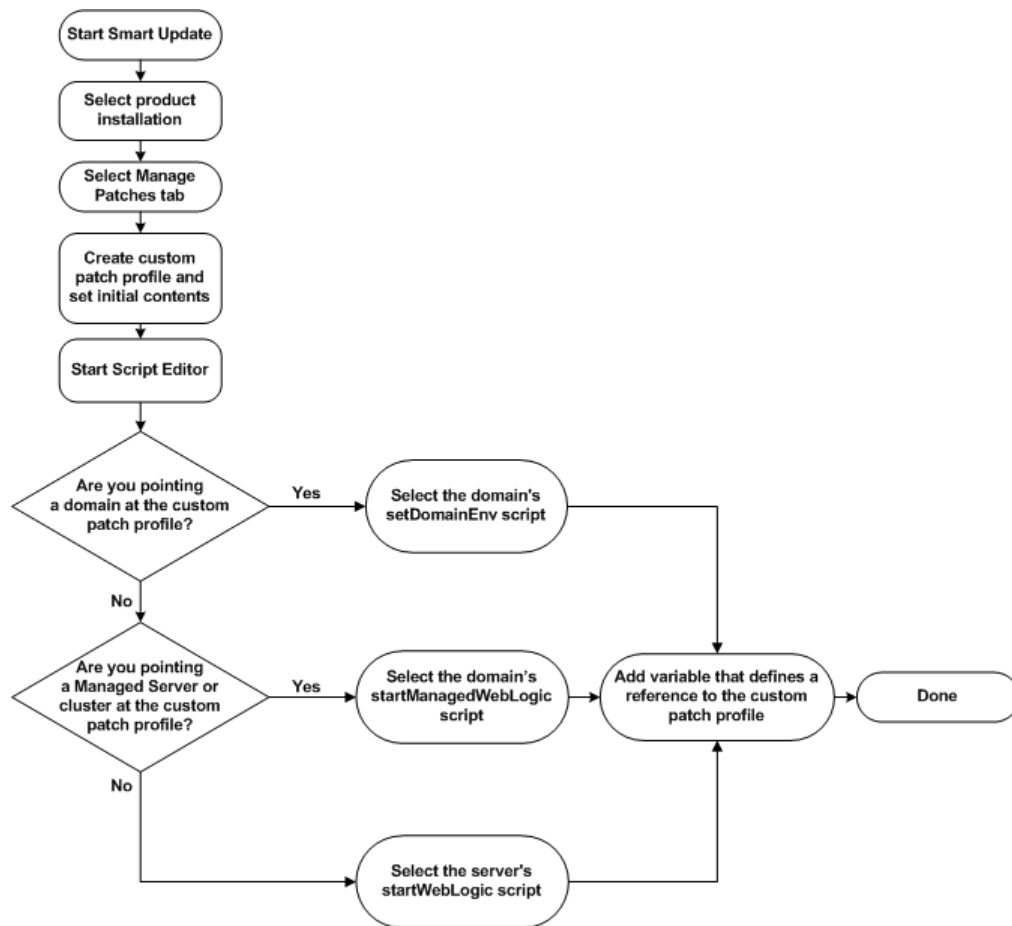 Start Smart Update
Select product
installation
Select Manage
Patches tab
Create custom
patch profile and
set initial contents
Start Script Editor
Are you pointing
a domain at the custom
patch profile?
Yes
Select the domain's
setDomainEnv script
No
Are you pointing
a Managed Server or
cluster at the custom
patch profile?
Yes
Select the domain’s
startManagedWebLogic
script
Add variable that defines a
reference to the custom
patch profile
Done
No
Select the server's
startWebLogic script